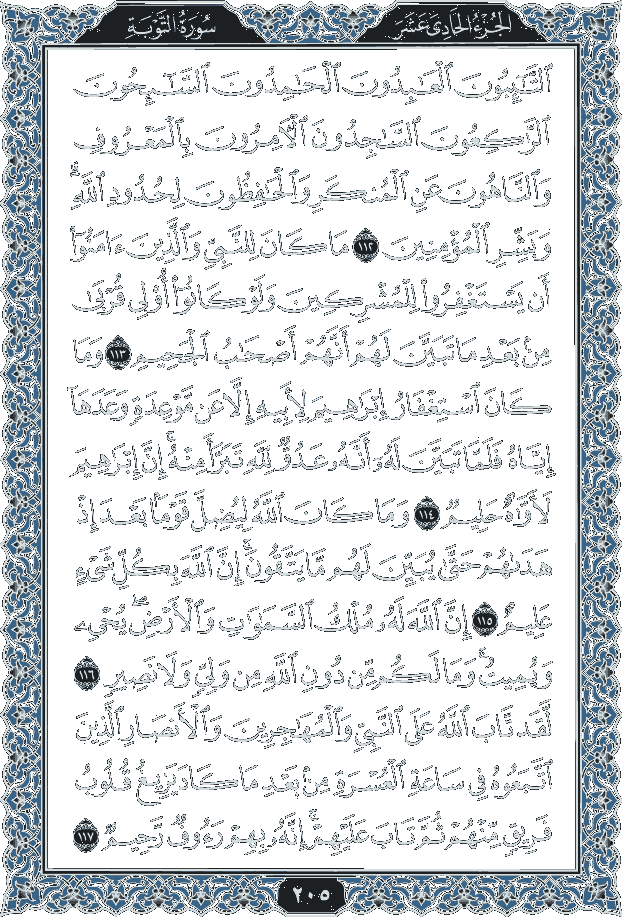 الجزء الحادي عشر
سورة التوبة
ٱلتَّٰٓئِبُونَ ٱلْعَٰبِدُونَ ٱلْحَٰمِدُونَ ٱلسَّٰٓئِحُونَ
ٱلرَّٰكِعُونَ ٱلسَّٰجِدُونَ ٱلْءَامِرُونَ بِٱلْمَعْرُوفِ
وَٱلنَّاهُونَ عَنِ ٱلْمُنكَرِ وَٱلْحَٰفِظُونَ لِحُدُودِ ٱللَّهِۗ
وَبَشِّرِ ٱلْمُؤْمِنِينَ ١١٢ مَا كَانَ لِلنَّبِيِّ وَٱلَّذِينَ ءَامَنُوٓا۟
أَن يَسْتَغْفِرُوا۟ لِلْمُشْرِكِينَ وَلَوْ كَانُوٓا۟ أُو۟لِى قُرْبَىٰ
مِنۢ بَعْدِ مَا تَبَيَّنَ لَهُمْ أَنَّهُمْ أَصْحَٰبُ ٱلْجَحِيمِ ١١٣ وَمَا
كَانَ ٱسْتِغْفَارُ إِبْرَٰهِيمَ لِأَبِيهِ إِلَّا عَن مَّوْعِدَةٍ وَعَدَهَآ
إِيَّاهُ فَلَمَّا تَبَيَّنَ لَهُۥٓ أَنَّهُۥ عَدُوٌّ لِّلَّهِ تَبَرَّأَ مِنْهُۚ إِنَّ إِبْرَٰهِيمَ
لَأَوَّٰهٌ حَلِيمٌ ١١٤ وَمَا كَانَ ٱللَّهُ لِيُضِلَّ قَوْمًۢا بَعْدَ إِذْ
هَدَىٰهُمْ حَتَّىٰ يُبَيِّنَ لَهُم مَّا يَتَّقُونَۚ إِنَّ ٱللَّهَ بِكُلِّ شَىْءٍ
عَلِيمٌ ١١٥ إِنَّ ٱللَّهَ لَهُۥ مُلْكُ ٱلسَّمَٰوَٰتِ وَٱلْأَرْضِۖ يُحْىِۦ
وَيُمِيتُۚ وَمَا لَكُم مِّن دُونِ ٱللَّهِ مِن وَلِىٍّ وَلَا نَصِيرٍ ١١٦
لَّقَد تَّابَ ٱللَّهُ عَلَى ٱلنَّبِىِّ وَٱلْمُهَٰجِرِينَ وَٱلْأَنصَارِ ٱلَّذِينَ
ٱتَّبَعُوهُ فِى سَاعَةِ ٱلْعُسْرَةِ مِنۢ بَعْدِ مَا كَادَ يَزِيغُ قُلُوبُ
فَرِيقٍ مِّنْهُمْ ثُمَّ تَابَ عَلَيْهِمْۚ إِنَّهُۥ بِهِمْ رَءُوفٌ رَّحِيمٌ ١١٧
٢٠٥